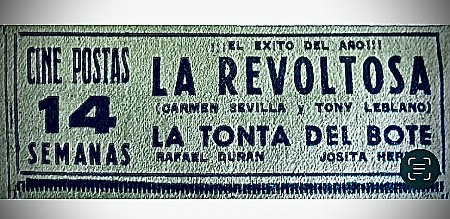 CINE POSTAS
14
SEMANAS
¡¡¡EL EXITO DEL AÑO!!!
LA REVOLTOSA
(CARMEN SEVILLA y TONY LEBLANO)
LA TONTA DEL BOTE
RAFAEL DURAN JOSITA